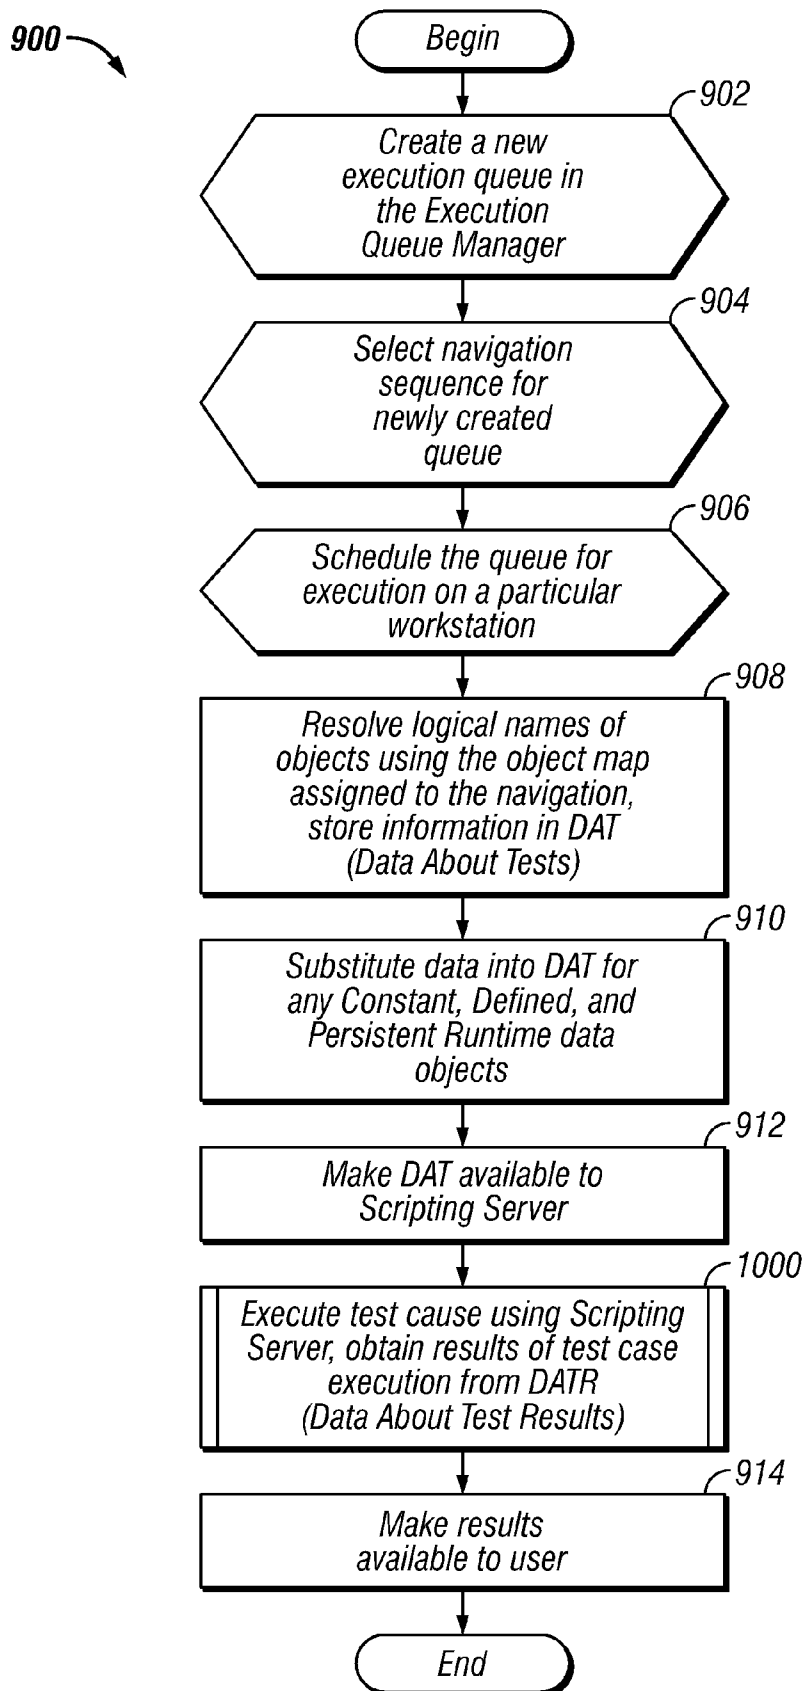 900
Begin
902
Create a new
execution queue in
the Execution
Queue Manager
904
Select navigation
sequence for
newly created
queue
906
Schedule the queue for
execution on a particular
workstation
908
Resolve logical names of
objects using the object map
assigned to the navigation,
store information in DAT
(Data About Tests)
910
Substitute data into DAT for
any Constant, Defined, and
Persistent Runtime data
objects
912
Make DAT available to
Scripting Server
1000
Execute test cause using Scripting
Server, obtain results of test case
execution from DATR
(Data About Test Results)
914
Make results
available to user
End